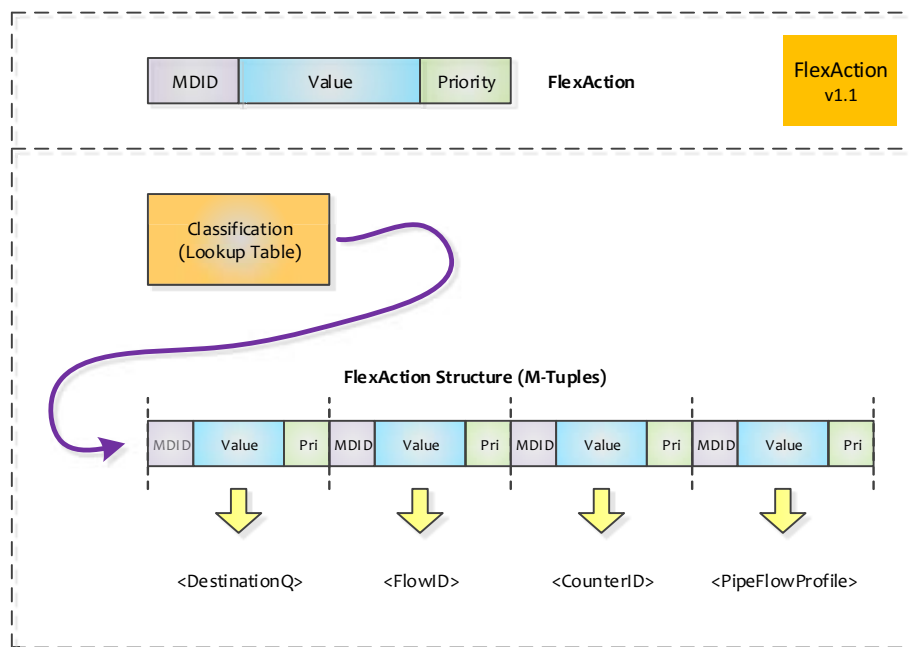 MDID Value Priority FlexAction
FlexAction
v1.1
Classification
(Lookup Table)
FlexAction Structure (M-Tuples)
MDID Value Pri MDID Value Pri MDID Value Pri MDID Value Pri
<DestinationQ> <FlowID> <CounterID> <PipeFlowProfile>